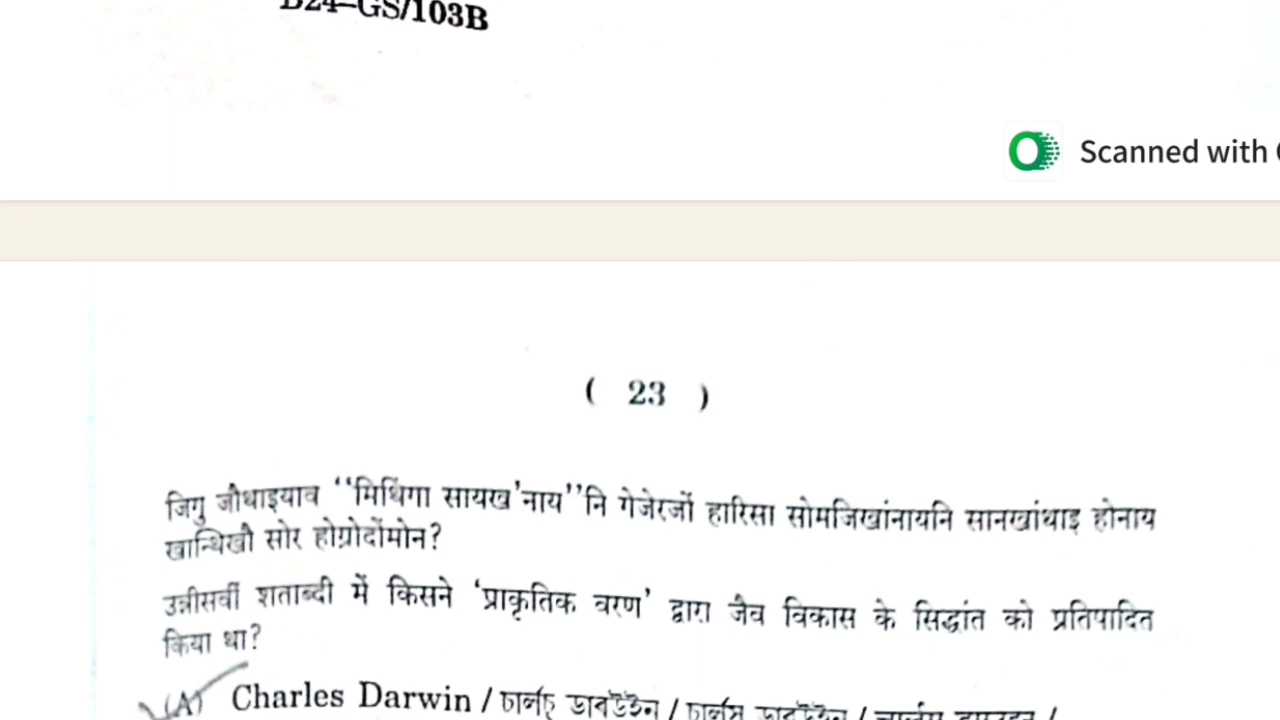 B24–GS/103B
Scanned with
( 23 )
जिगु जौथाइयाव ‘‘मिथिंगा सायख'नाय’’नि गेजेरजों हारिसा सोमजिखांनायनि सानखांथाइ होनाय
खान्थिखौ सोर होग्रोदोंमोन?
उन्नीसवीं शताब्दी में किसने ‘प्राकृतिक वरण’ द्वारा जैव विकास के सिद्धांत को प्रतिपादित
किया था?
(A) Charles Darwin /